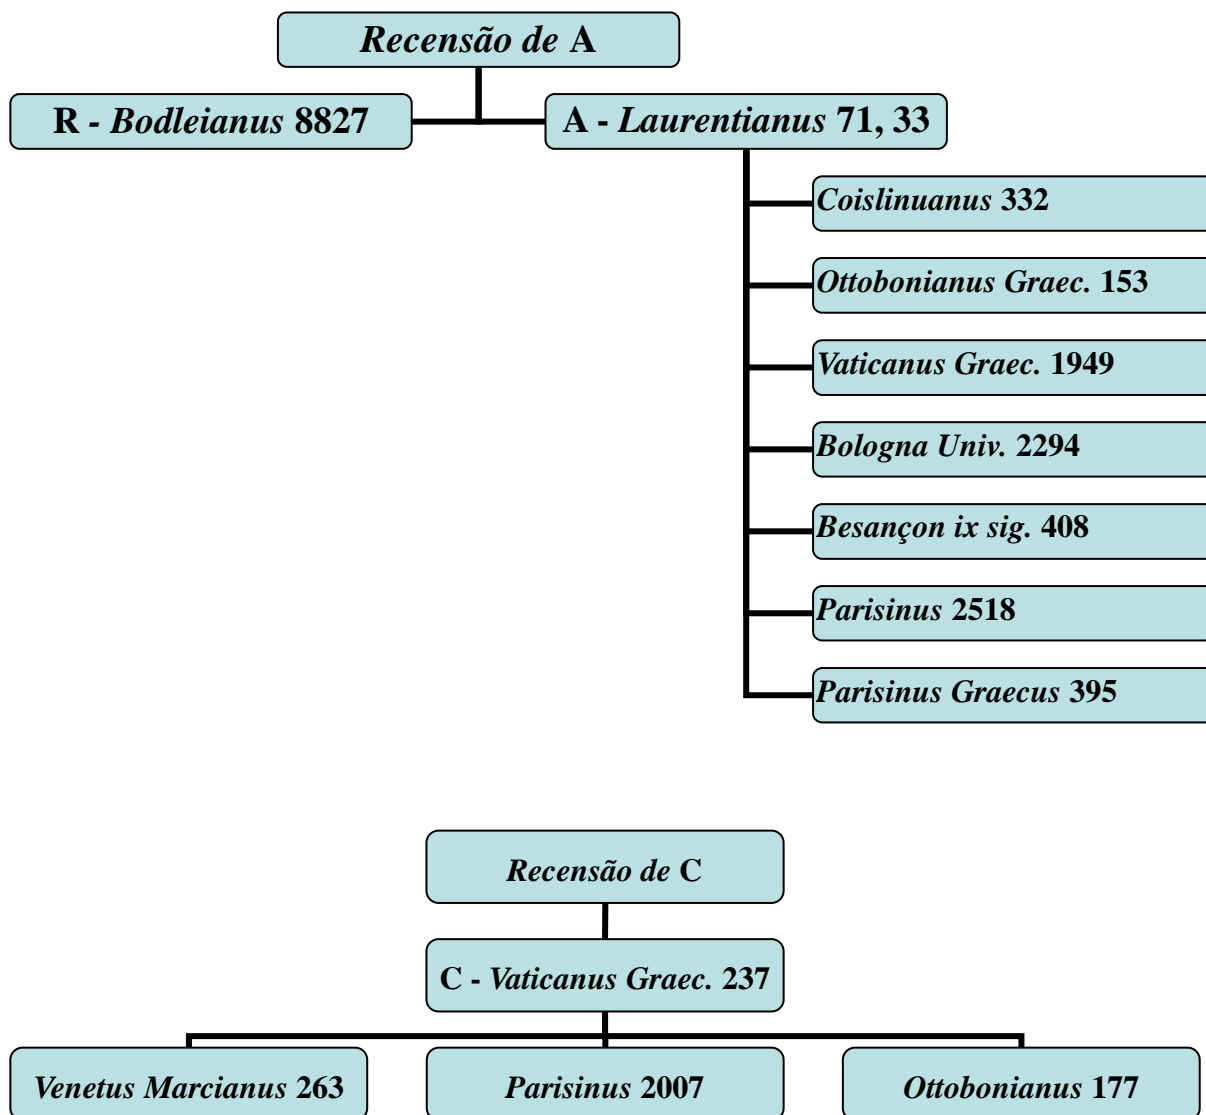 Recensão de A
R - Bodleianus 8827
A - Laurentianus 71, 33
Coislinuanus 332
Ottobonianus Graec. 153
Vaticanus Graec. 1949
Bologna Univ. 2294
Besançon ix sig. 408
Parisinus 2518
Parisinus Graecus 395
Recensão de C
C - Vaticanus Graec. 237
Venetus Marcianus 263
Parisinus 2007
Ottobonianus 177